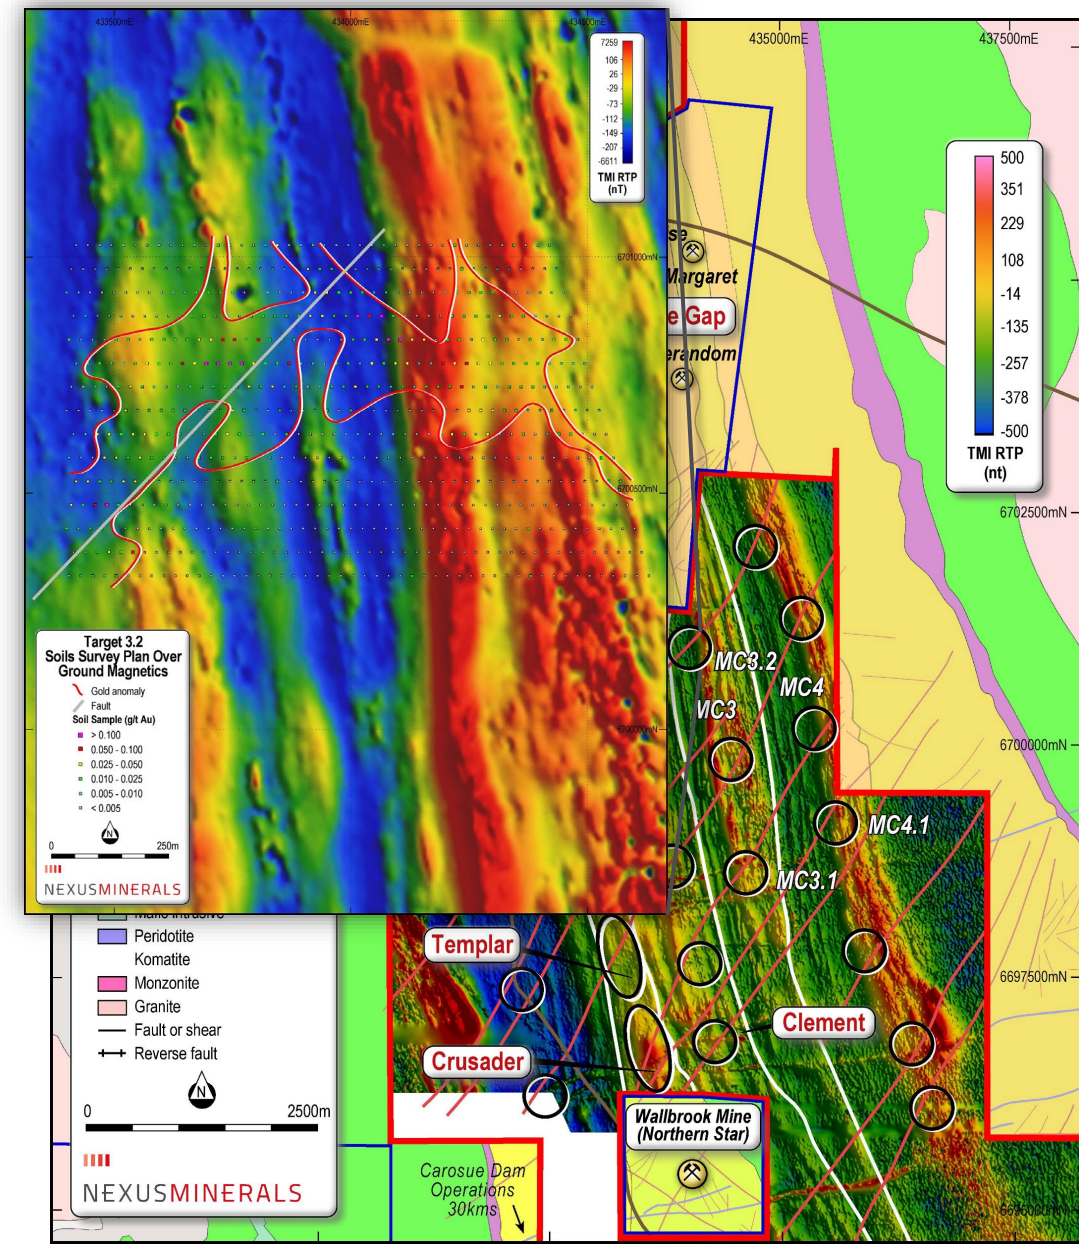 433500mE
434000mE
434500mE
7259
106
26
-29
-73
-112
-149
-207
-6611
TMI RTP
(nT)
6701000mN
6700500mN
6700000mN
Target 3.2
Soils Survey Plan Over
Ground Magnetics
Gold anomaly
Fault
Soil Sample (g/t Au)
> 0.100
0.050 - 0.100
0.025 - 0.050
0.010 - 0.025
0.005 - 0.010
< 0.005
N
0 250m
NEXUSMINERALS
435000mE
437500mE
500
351
229
108
-14
-135
-257
-378
-500
TMI RTP
(nt)
se
Margaret
e Gap
erandom
6702500mN
MC3.2
MC4
MC3
6700000mN
MC4.1
MC3.1
Mafic intrusive
Peridotite
Komatite
Monzonite
Granite
Fault or shear
Reverse fault
N
0 2500m
NEXUSMINERALS
Templar
6697500mN
Clement
Crusader
Wallbrook Mine
(Northern Star)
Carosue Dam
Operations
30kms
6695000mN